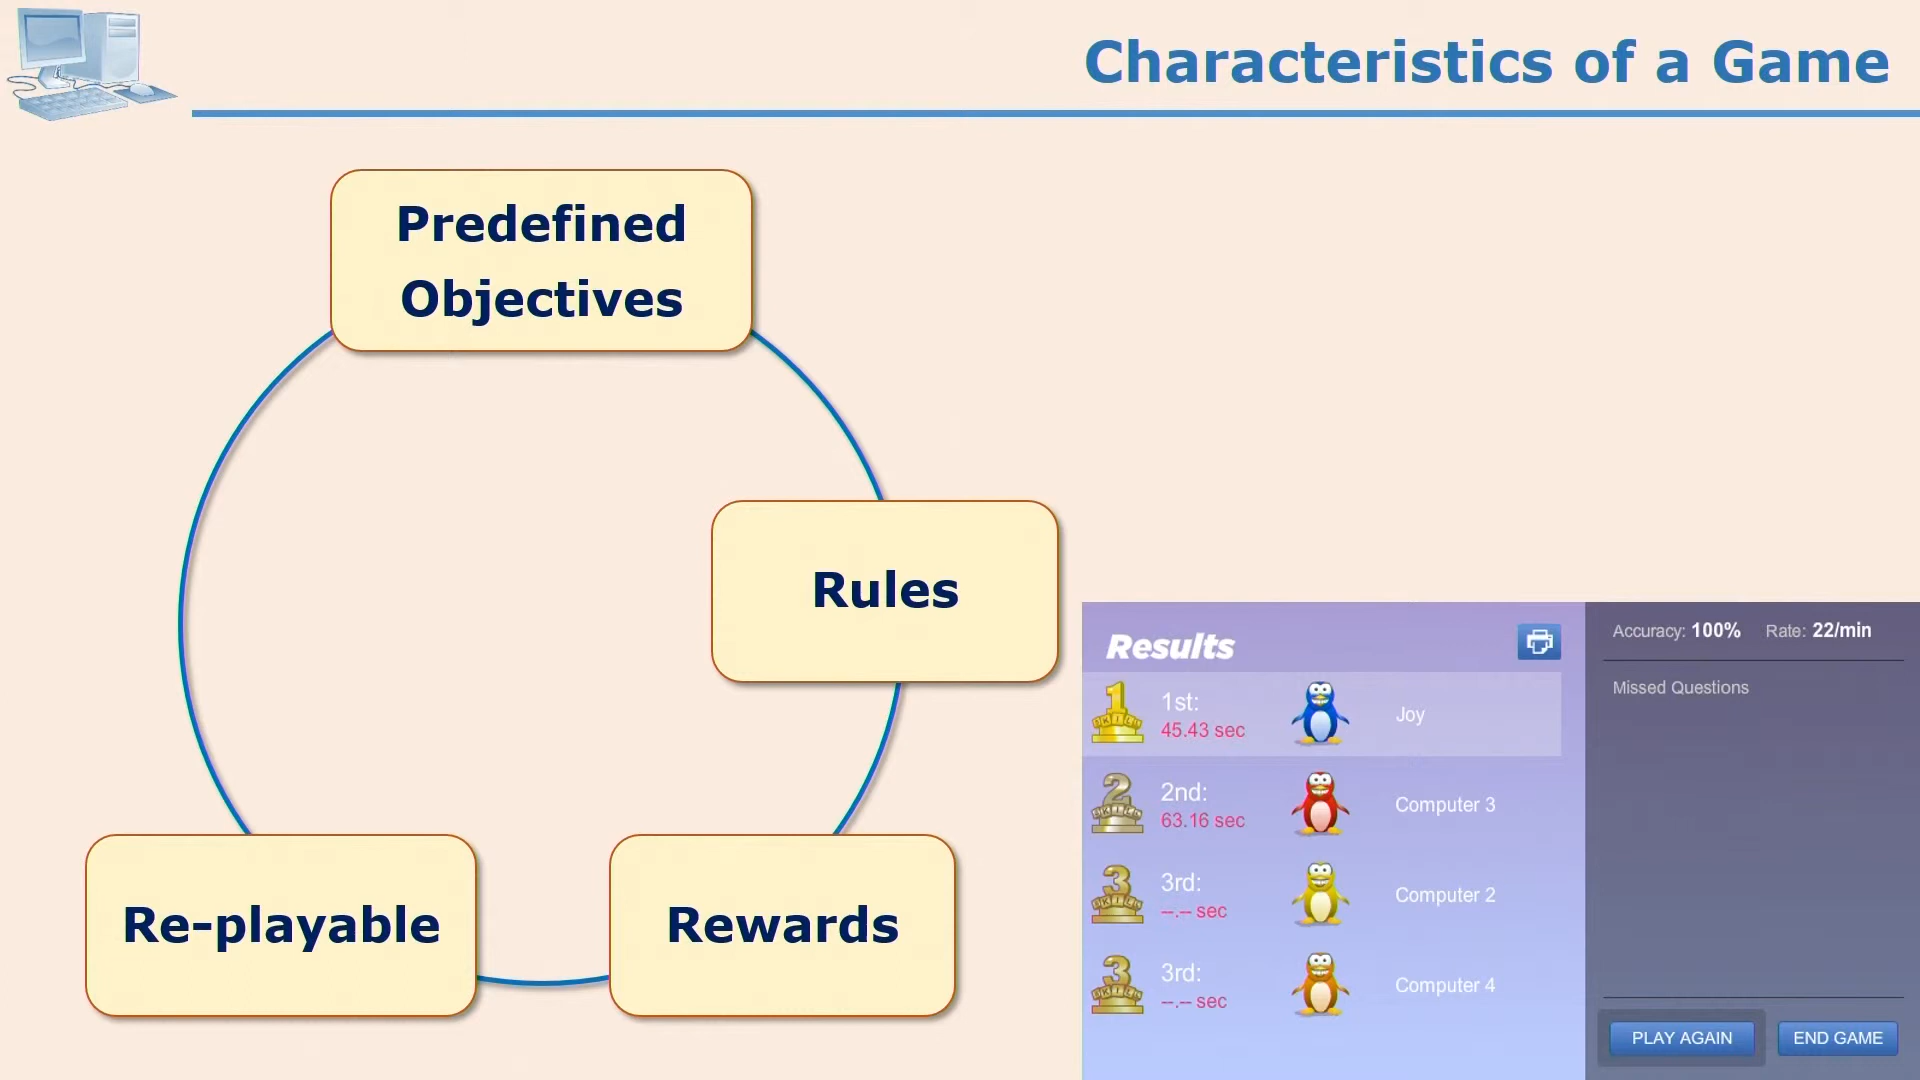 Characteristics of a Game
Predefined
Objectives
Rules
Re-playable
Rewards
Results
1st:
45.43 sec
Joy
2nd:
63.16 sec
Computer 3
3rd:
--.-- sec
Computer 2
3rd:
--.-- sec
Computer 4
Accuracy: 100% Rate: 22/min
Missed Questions
PLAY AGAIN
END GAME